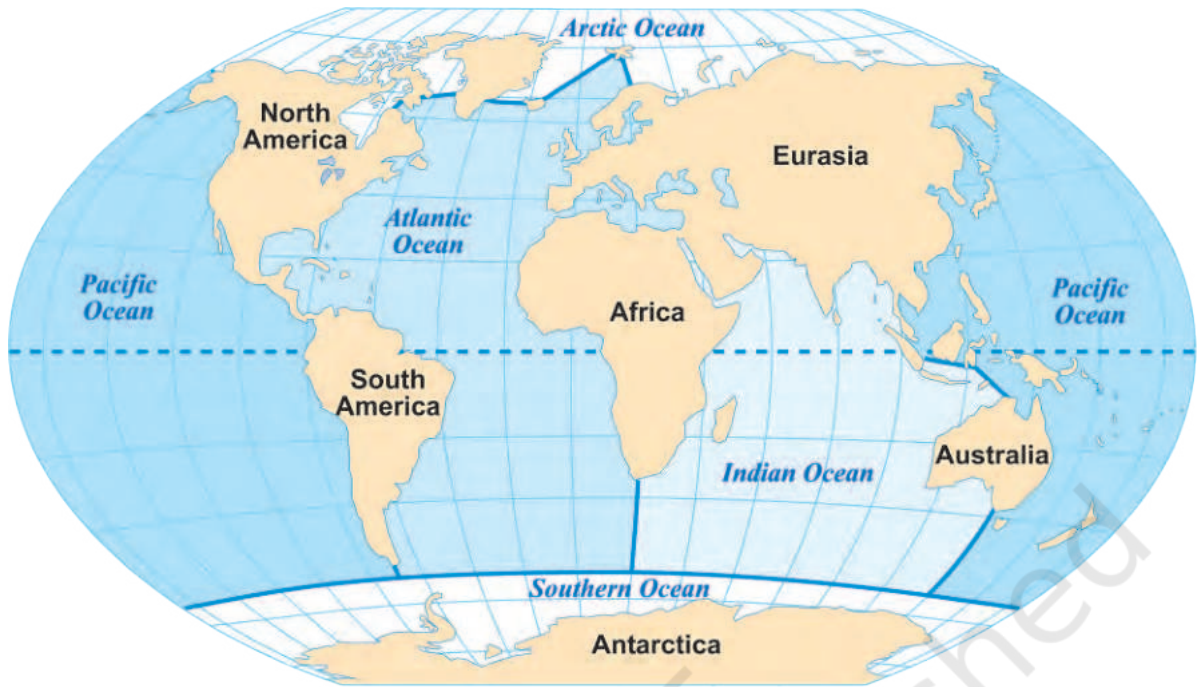 Arctic Ocean
North
America
Eurasia
Atlantic
Ocean
Pacific
Ocean
Africa
Pacific
Ocean
South
America
Australia
Indian Ocean
Southern Ocean
Antarctica